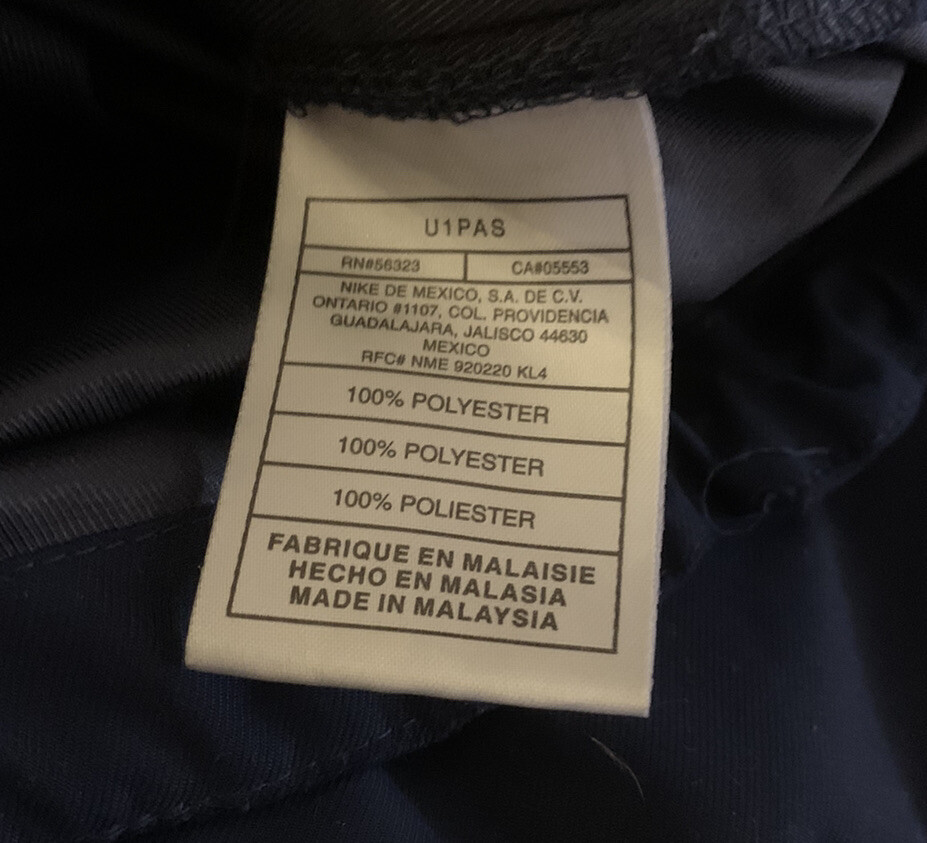 U1PAS
RN#56323 CA#05553
NIKE DE MEXICO, S.A. DE C.V.
ONTARIO #1107, COL. PROVIDENCIA
GUADALAJARA, JALISCO 44630
MEXICO
RFC# NME 920220 KL4
100% POLYESTER
100% POLYESTER
100% POLIESTER
FABRIQUE EN MALAISIE
HECHO EN MALASIA
MADE IN MALAYSIA